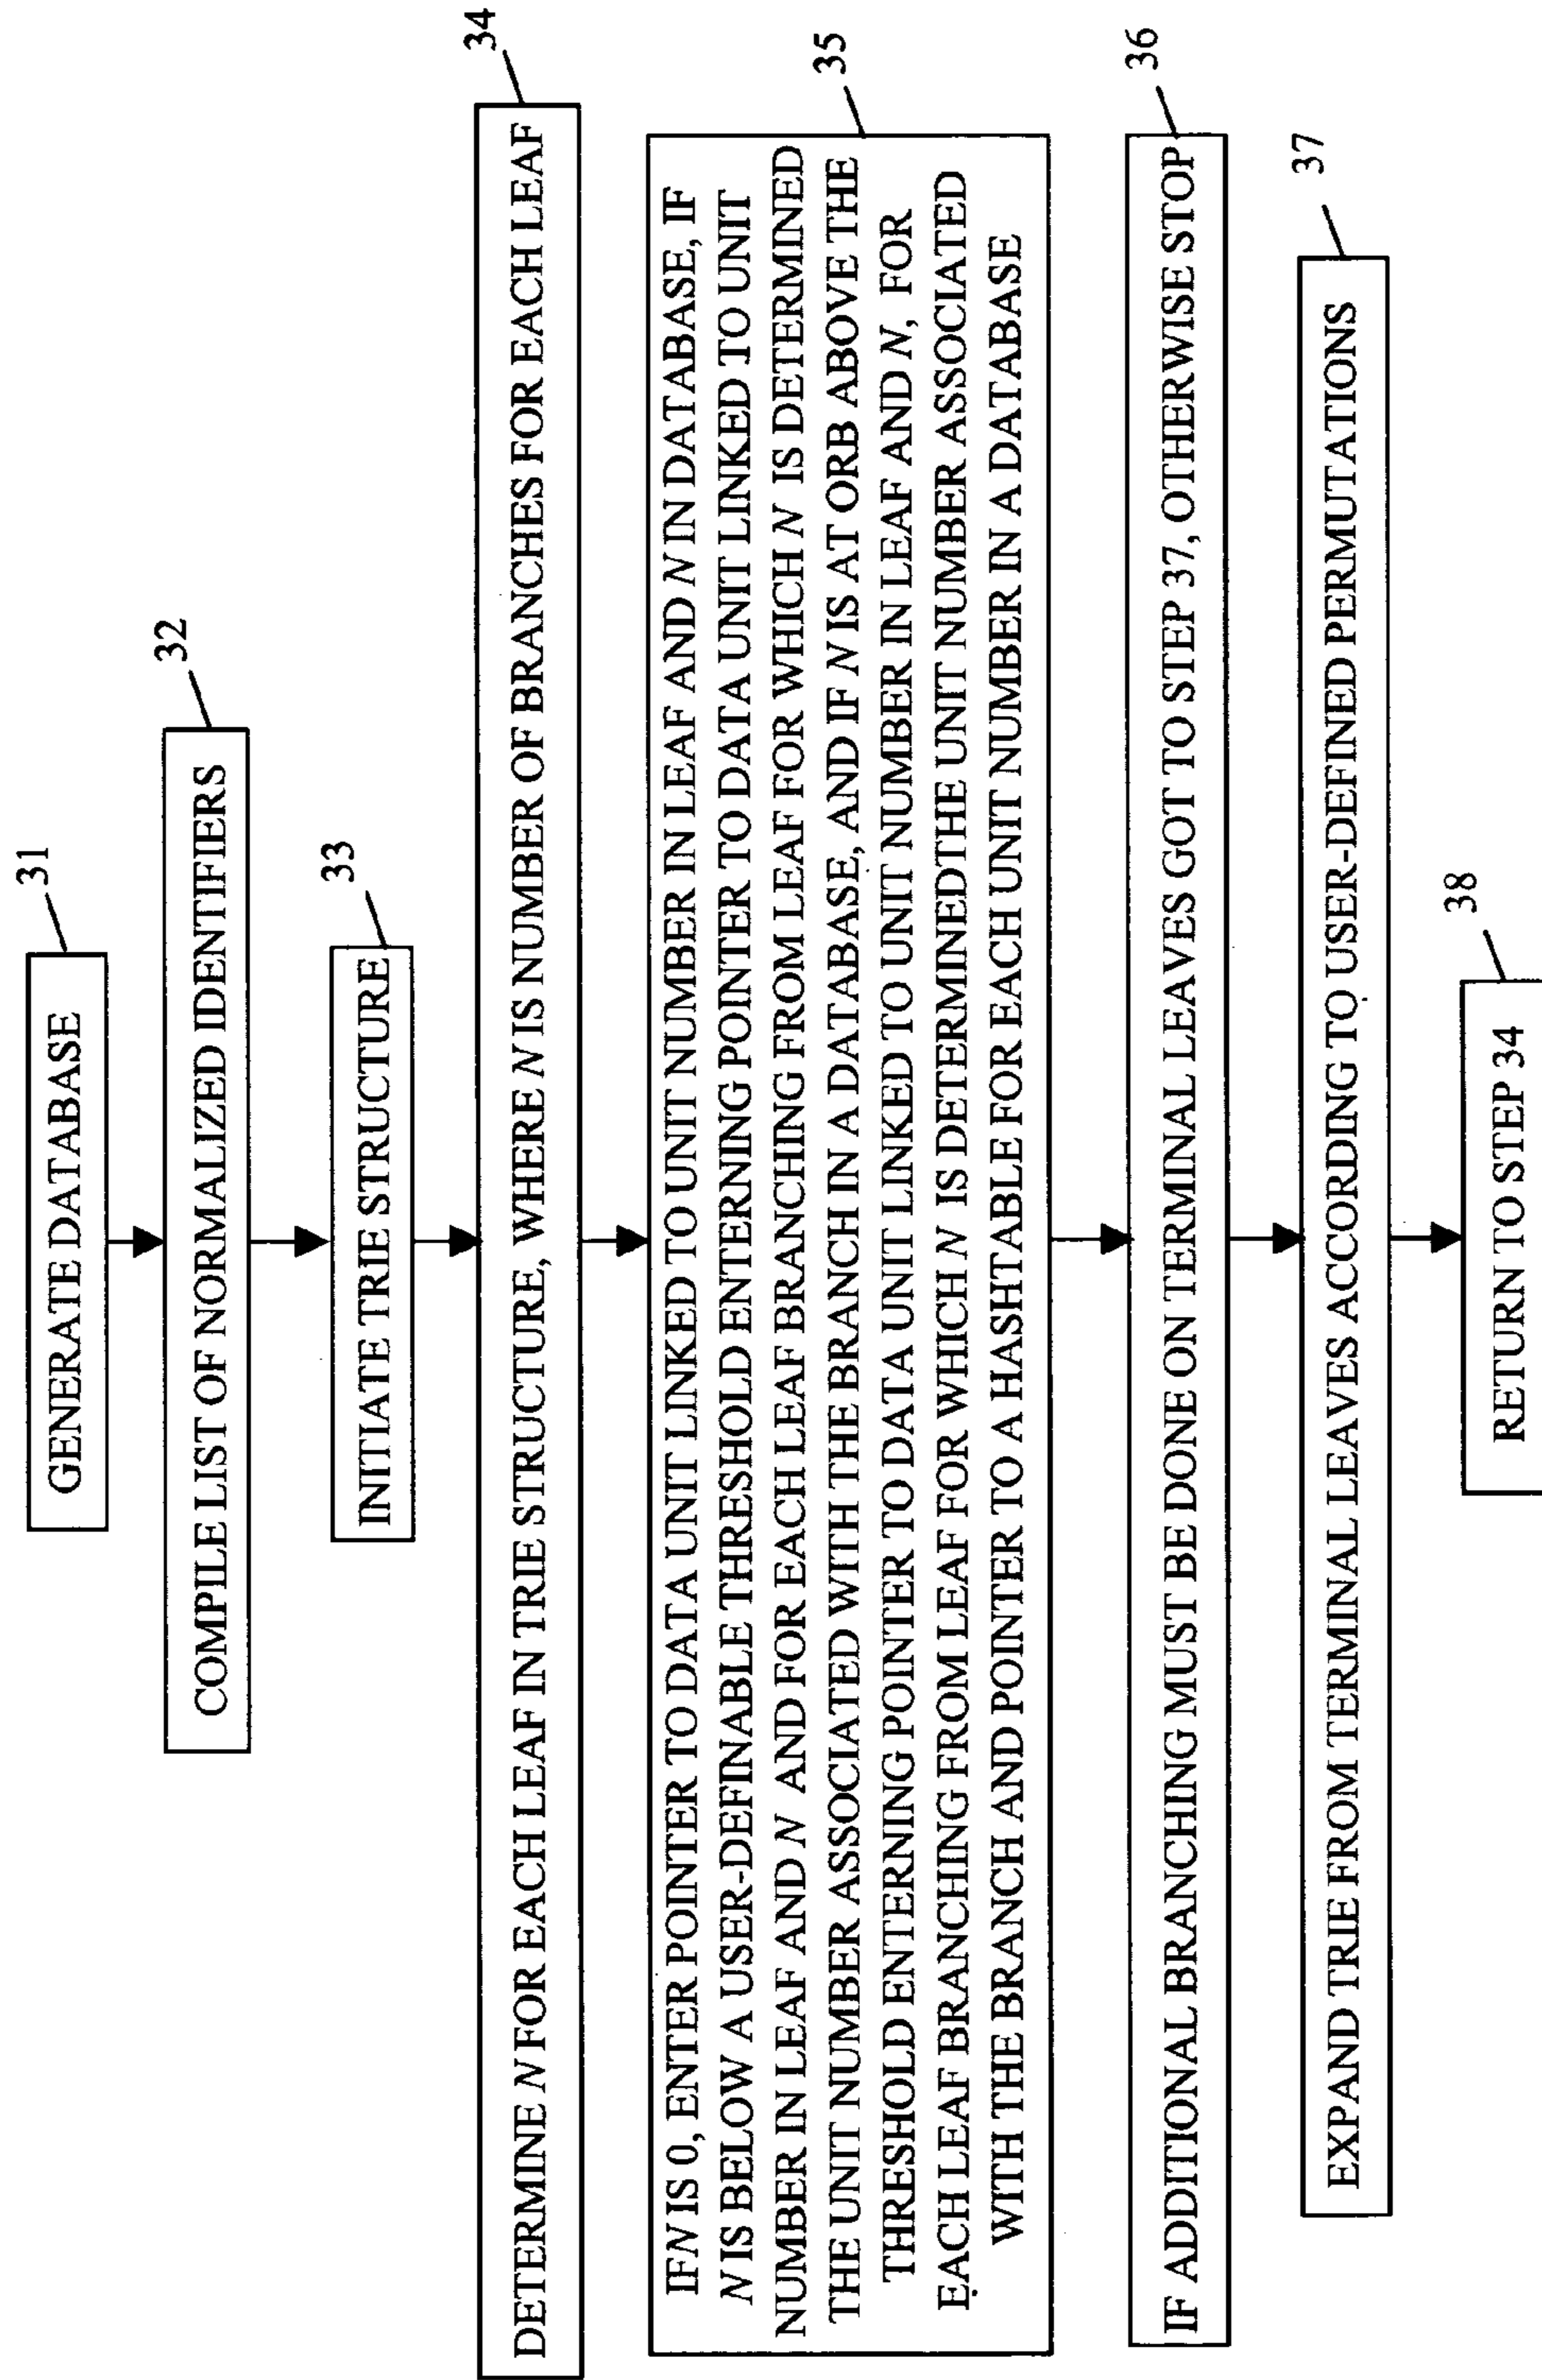 31
GENERATE DATABASE
32
COMPILE LIST OF NORMALIZED IDENTIFIERS
33
INITIATE TRIE STRUCTURE
34
DETERMINE N FOR EACH LEAF IN TRIE STRUCTURE, WHERE N IS NUMBER OF BRANCHES FOR EACH LEAF
35
IF N IS 0, ENTER POINTER TO DATA UNIT LINKED TO UNIT NUMBER IN LEAF AND N IN DATABASE, IF
N IS BELOW A USER-DEFINABLE THRESHOLD ENTERNING POINTER TO DATA UNIT LINKED TO UNIT
NUMBER IN LEAF AND N AND FOR EACH LEAF BRANCHING FROM LEAF FOR WHICH N IS DETERMINED
THE UNIT NUMBER ASSOCIATED WITH THE BRANCH IN A DATABASE, AND IF N IS AT ORB ABOVE THE
THRESHOLD ENTERNING POINTER TO DATA UNIT LINKED TO UNIT NUMBER IN LEAF AND N, FOR
EACH LEAF BRANCHING FROM LEAF FOR WHICH N IS DETERMINEDTHE UNIT NUMBER ASSOCIATED
WITH THE BRANCH AND POINTER TO A HASHTABLE FOR EACH UNIT NUMBER IN A DATABASE
36
IF ADDITIONAL BRANCHING MUST BE DONE ON TERMINAL LEAVES GOT TO STEP 37, OTHERWISE STOP
37
EXPAND TRIE FROM TERMINAL LEAVES ACCORDING TO USER-DEFINED PERMUTATIONS
38
RETURN TO STEP 34